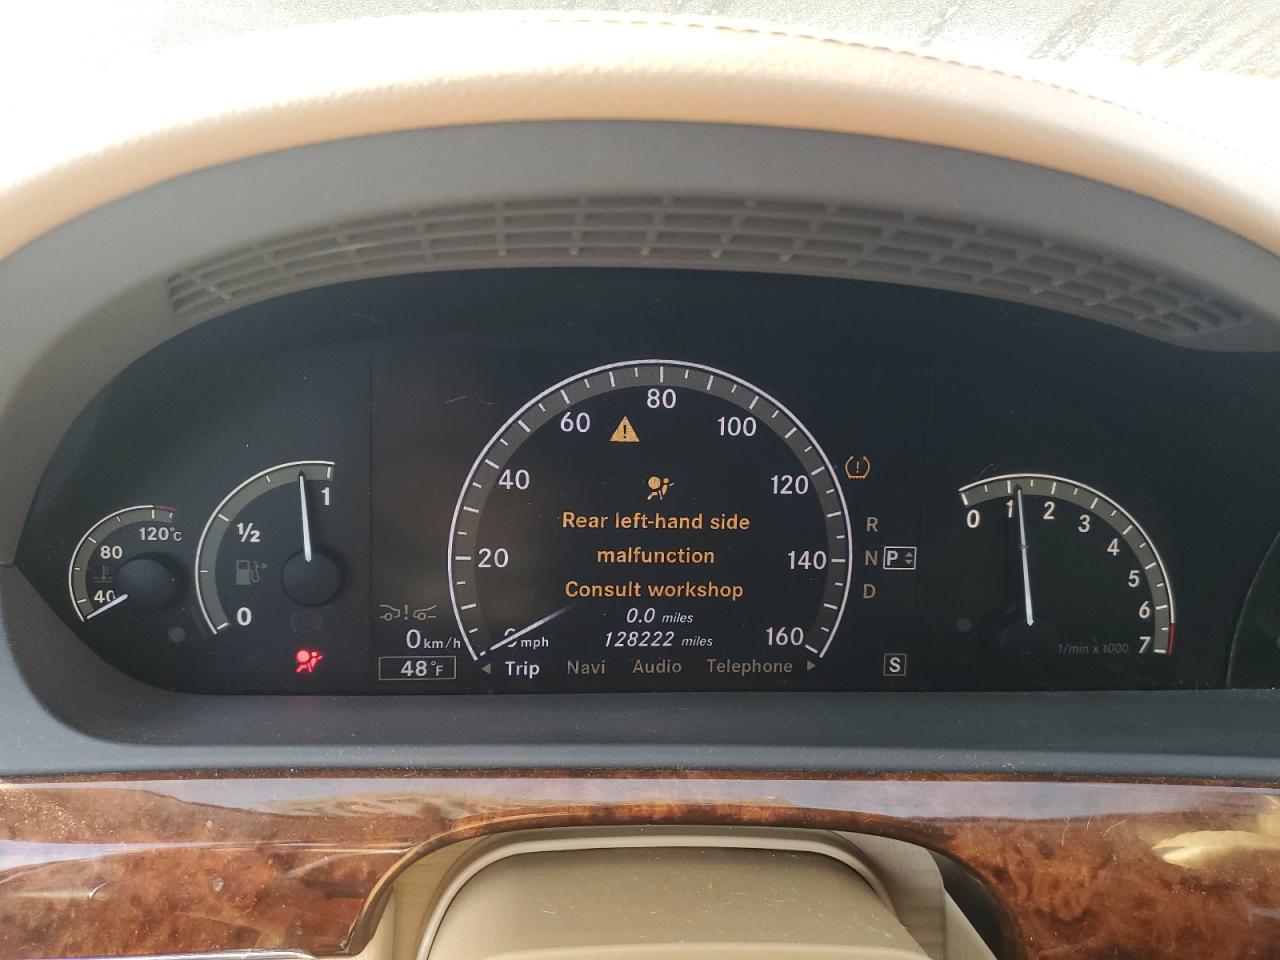 80
60
100
40
120
120°C
1
80
1/2
40
0
20
140
160
0 mph
Rear left-hand side
malfunction
Consult workshop
0.0 miles
128222 miles
0 km/h
48°F
Trip Navi Audio Telephone
R
N P
D
S
0 1 2 3 4 5 6 7
1/min x 1000